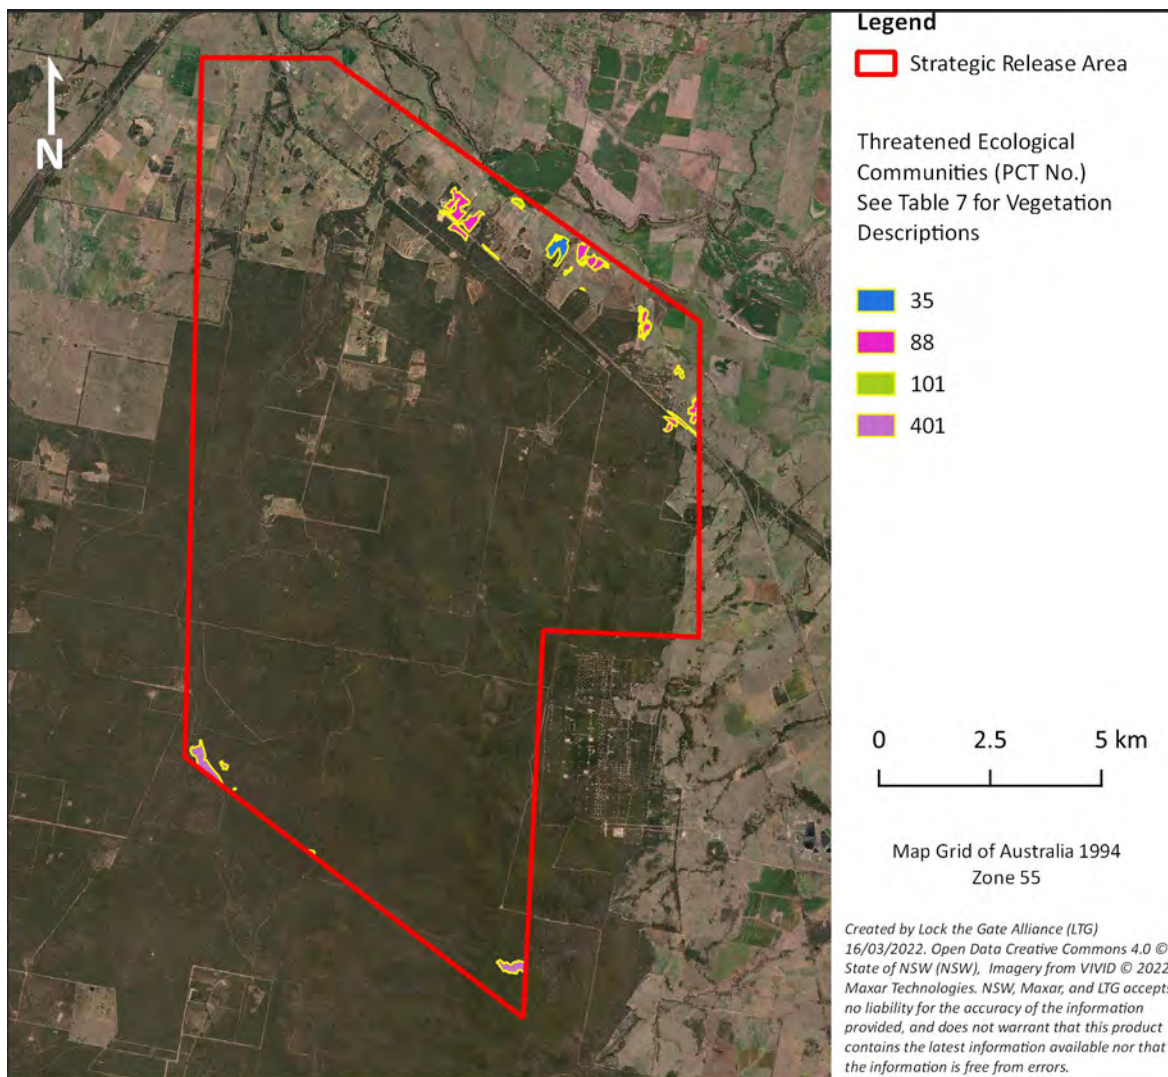 Legend
Strategic Release Area
N
Threatened Ecological
Communities (PCT No.)
See Table 7 for Vegetation
Descriptions
35
88
101
401
0 2.5 5 km
Map Grid of Australia 1994
Zone 55
Created by Lock the Gate Alliance (LTG)
16/03/2022. Open Data Creative Commons 4.0 ©
State of NSW (NSW), Imagery from VIVID © 2022
Maxar Technologies. NSW, Maxar, and LTG accepts
no liability for the accuracy of the information
provided, and does not warrant that this product
contains the latest information available nor that
the information is free from errors.